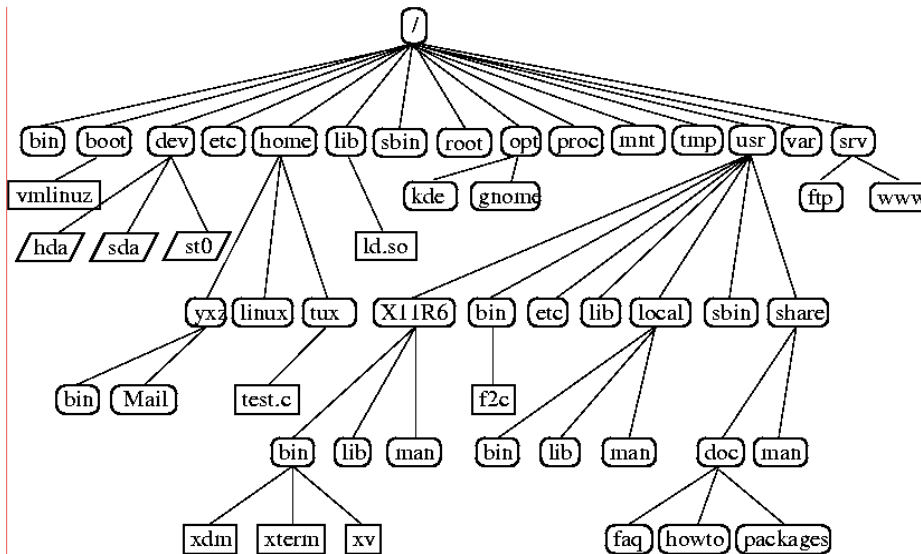 /
bin boot dev etc home lib sbin root opt proc mnt tmp usr var srv
vmlinuz kde gnome ftp www
hda sda st0 ld.so
yxz linux tux X11R6 bin etc lib local sbin share
bin Mail test.c f2c
bin lib man bin lib man doc man
xdm xterm xv faq howto packages